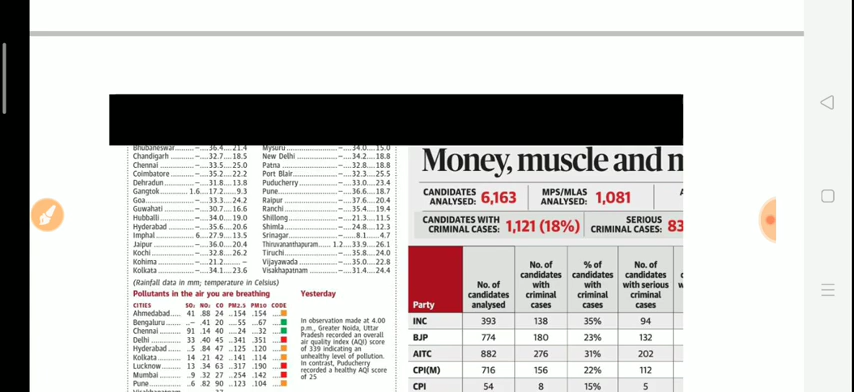 Bhubaneswar ............ –....36.4....21.4
Chandigarh ............ –....32.7....18.5
Chennai ............ –....33.5....25.0
Coimbatore ............ –....35.2....22.2
Dehradun ............ –....31.8....13.8
Gangtok ............ 1.6....17.2......9.3
Goa ............ –....33.3....24.2
Guwahati ............ –....30.7....16.6
Hubballi ............ –....34.0....19.0
Hyderabad ............ –....35.6....20.6
Imphal ............ 6....27.9....13.5
Jaipur ............ –....36.0....20.4
Kochi ............ –....32.8....26.2
Kohima ............ –....21.2...... –
Kolkata ............ –....34.1....23.6
Mysuru ............ –....34.0....15.0
New Delhi ............ –....34.2....18.8
Patna ............ –....32.8....18.8
Port Blair ............ –....32.3....25.5
Puducherry ............ –....33.0....23.4
Pune ............ –....36.6....18.7
Raipur ............ –....37.6....20.4
Ranchi ............ –....35.4....19.4
Shillong ............ –....21.3....11.5
Shimla ............ –....24.8....12.3
Srinagar ............ –......8.1......4.7
Thiruvananthapuram ...... 1.2....33.9....26.1
Tiruchi ............ –....35.8....24.0
Vijayawada ............ –....35.0....22.8
Visakhapatnam ............ –....31.4....24.4
(Rainfall data in mm; temperature in Celsius)
Pollutants in the air you are breathing Yesterday
CITIES SO₂ NO₂ CO PM2.5 PM10 CODE
Ahmedabad..... 41 .88 24 ..154 .154
Bengaluru ........ ..– .41 20 ....55 ...67
Chennai .......... 91 .14 40 ....24 ...32
Delhi ............. 33 .40 45 ...341 .351
Hyderabad ....... ..5 .84 47 ...125 .120
Kolkata ........... 14 .21 42 ...141 .114
Lucknow ......... 13 .34 63 ...317 .190
Mumbai .......... ..9 .32 27 ...254 .142
Pune .............. ..6 .82 90 ...123 .104
In observation made at 4.00
p.m., Greater Noida, Uttar
Pradesh recorded an overall
air quality index (AQI) score
of 339 indicating an
unhealthy level of pollution.
In contrast, Puducherry
recorded a healthy AQI score
of 25
Money, muscle and
CANDIDATES ANALYSED: 6,163
MPS/MLAS ANALYSED: 1,081
CANDIDATES WITH CRIMINAL CASES: 1,121 (18%)
SERIOUS CRIMINAL CASES: 83
Party | No. of candidates analysed | No. of candidates with criminal cases | % of candidates with criminal cases | No. of candidates with serious criminal cases
INC 393 138 35% 94
BJP 774 180 23% 132
AITC 882 276 31% 202
CPI(M) 716 156 22% 112
CPI 54 8 15% 5